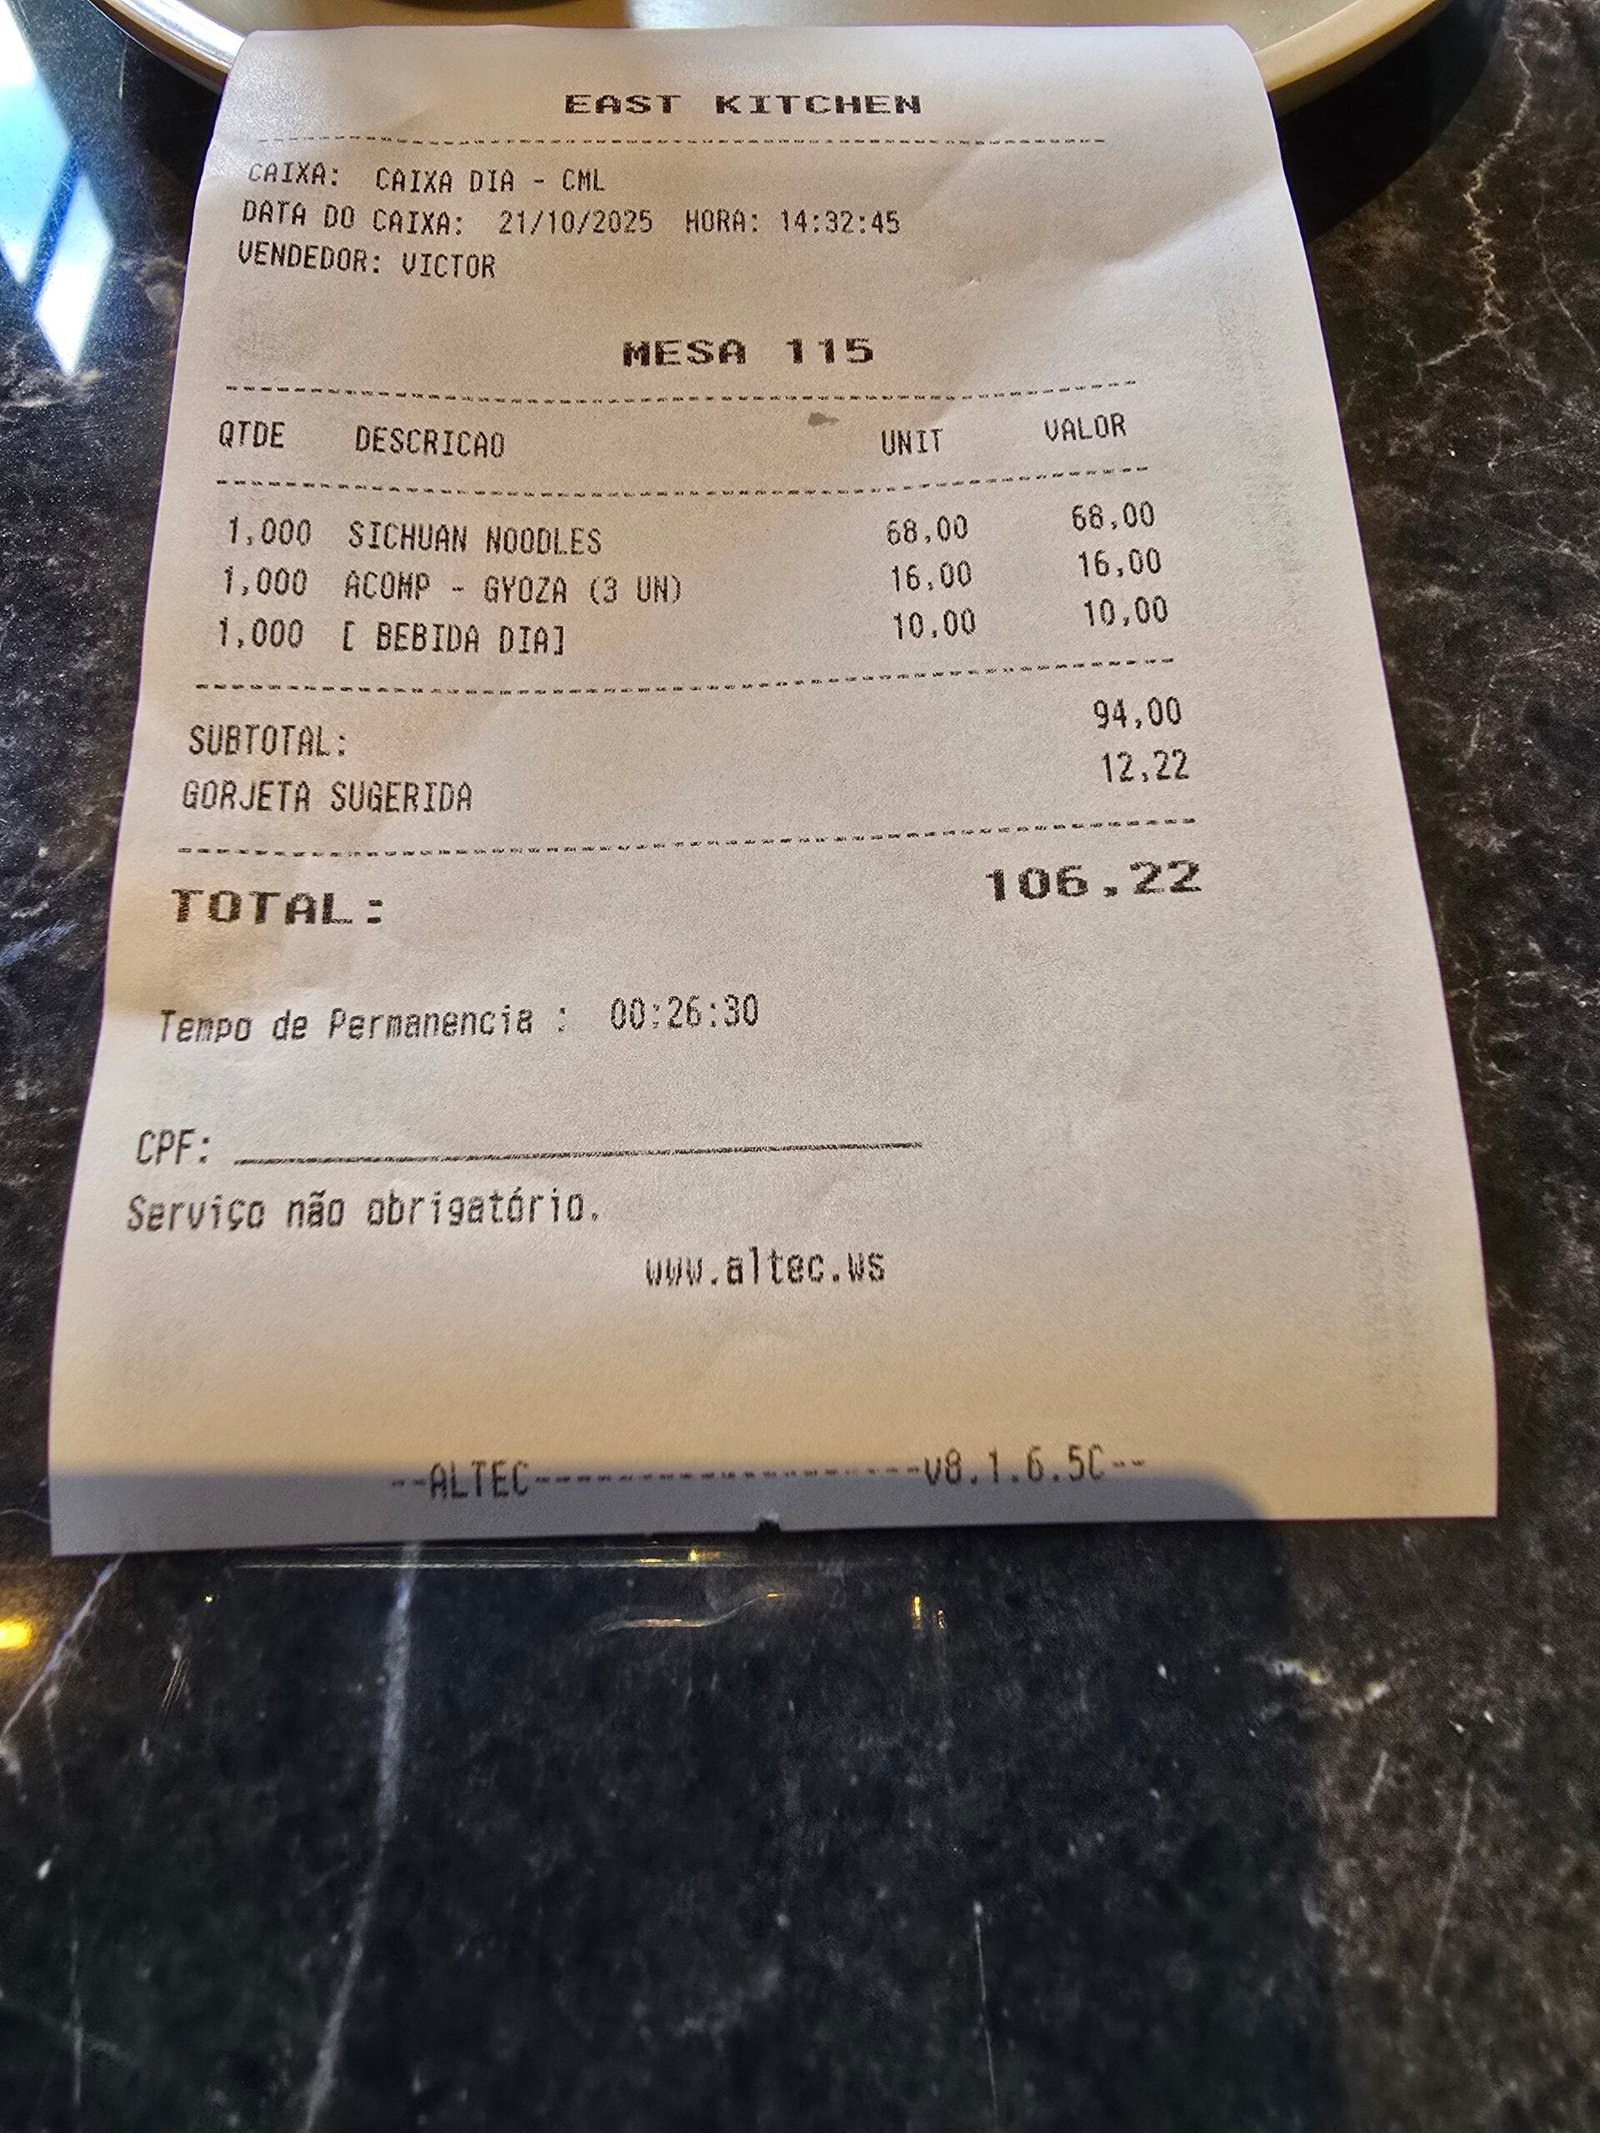 EAST KITCHEN
CAIXA: CAIXA DIA - CML
DATA DO CAIXA: 21/10/2025 HORA: 14:32:45
VENDEDOR: VICTOR
MESA 115
QTDE DESCRICAO UNIT VALOR
1,000 SICHUAN NOODLES 68,00 68,00
1,000 ACOMP - GYOZA (3 UN) 16,00 16,00
1,000 [ BEBIDA DIA] 10,00 10,00
SUBTOTAL: 94,00
GORJETA SUGERIDA 12,22
TOTAL: 106,22
Tempo de Permanencia : 00:26:30
CPF: ____________________
Serviço não obrigatório.
www.altec.ws
--ALTEC--------------------v8.1.6.5C--